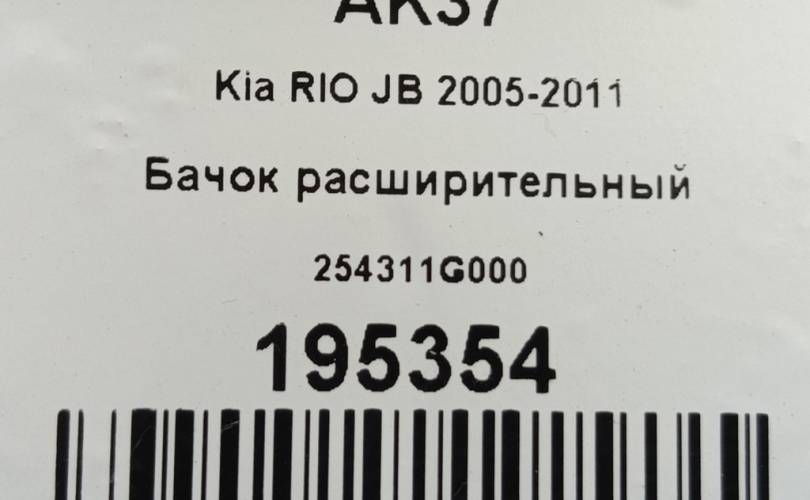 AK37
Kia RIO JB 2005-2011
Бачок расширительный
254311G000
195354